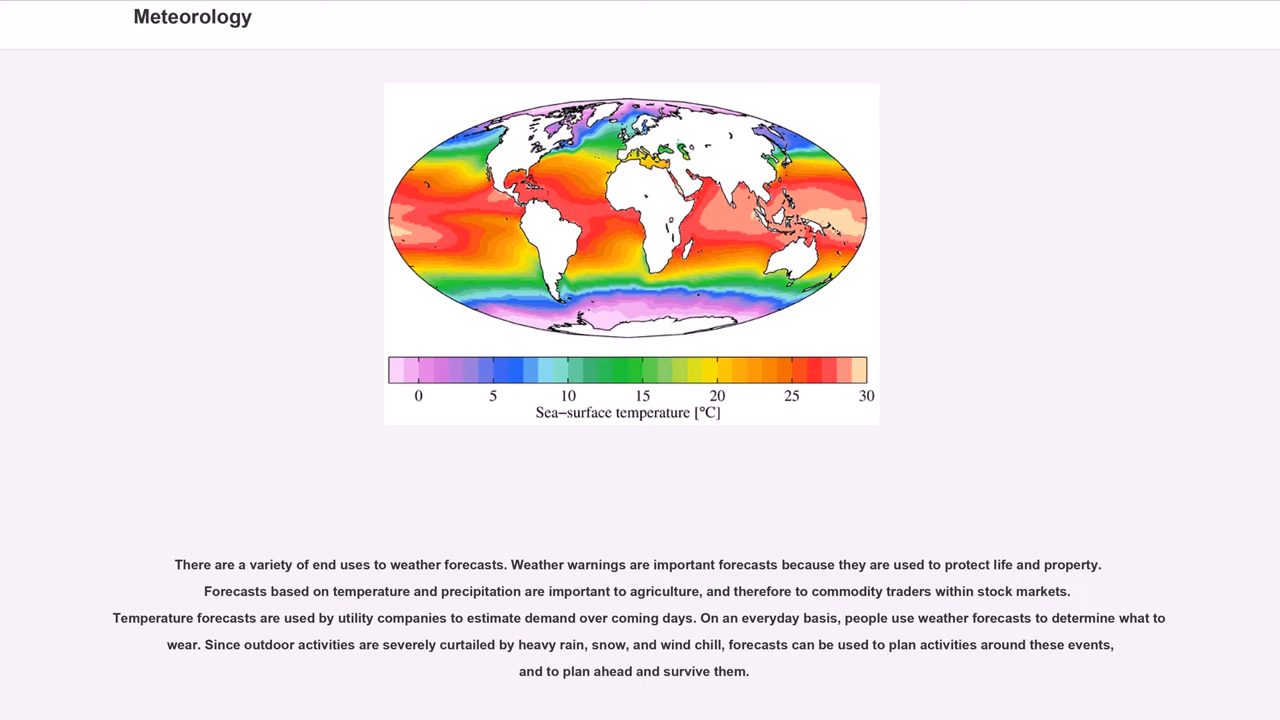 Meteorology
0 5 10 15 20 25 30
Sea−surface temperature [°C]
There are a variety of end uses to weather forecasts. Weather warnings are important forecasts because they are used to protect life and property.
Forecasts based on temperature and precipitation are important to agriculture, and therefore to commodity traders within stock markets.
Temperature forecasts are used by utility companies to estimate demand over coming days. On an everyday basis, people use weather forecasts to determine what to
wear. Since outdoor activities are severely curtailed by heavy rain, snow, and wind chill, forecasts can be used to plan activities around these events,
and to plan ahead and survive them.